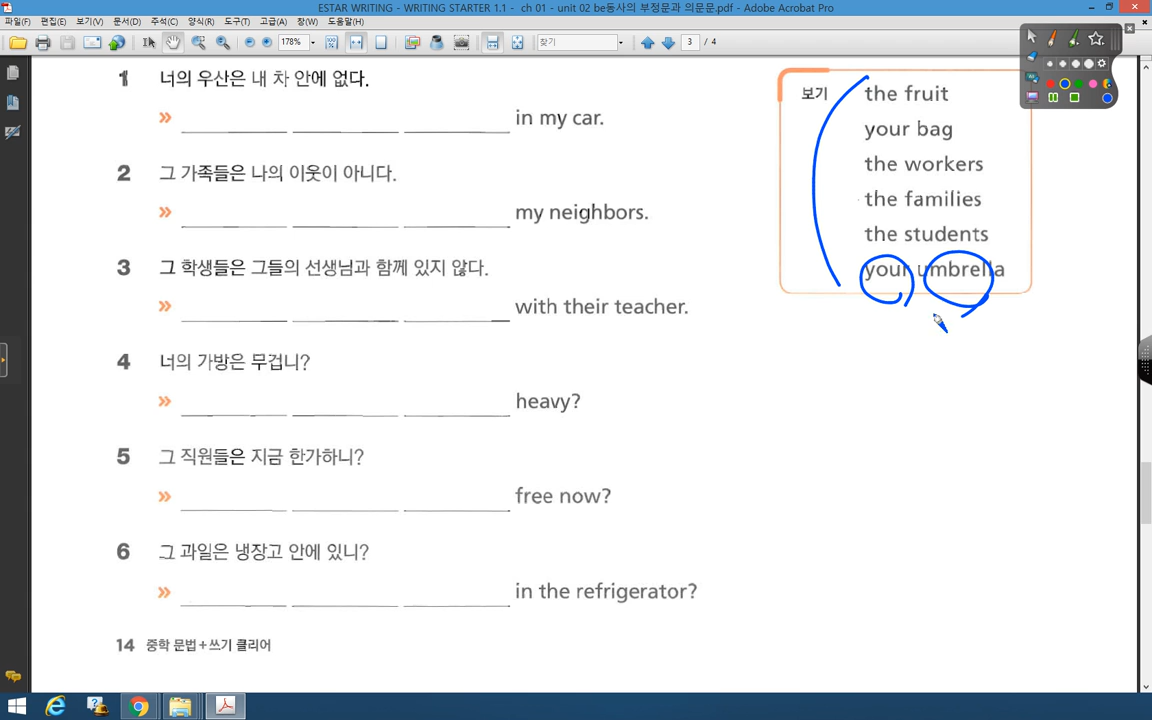 ESTAR WRITING - WRITING STARTER 1.1 - ch 01 - unit 02 be동사의 부정문과 의문문.pdf - Adobe Acrobat Pro
파일(F) 편집(E) 보기(V) 문서(D) 주석(C) 양식(R) 도구(T) 고급(A) 창(W) 도움말(H)
178% 찾기 3 / 4
1 너의 우산은 내 차 안에 없다.
in my car.
2 그 가족들은 나의 이웃이 아니다.
my neighbors.
3 그 학생들은 그들의 선생님과 함께 있지 않다.
with their teacher.
4 너의 가방은 무겁니?
heavy?
5 그 직원들은 지금 한가하니?
free now?
6 그 과일은 냉장고 안에 있니?
in the refrigerator?
14 중학 문법+쓰기 클리어
보기 the fruit
your bag
the workers
the families
the students
your umbrella